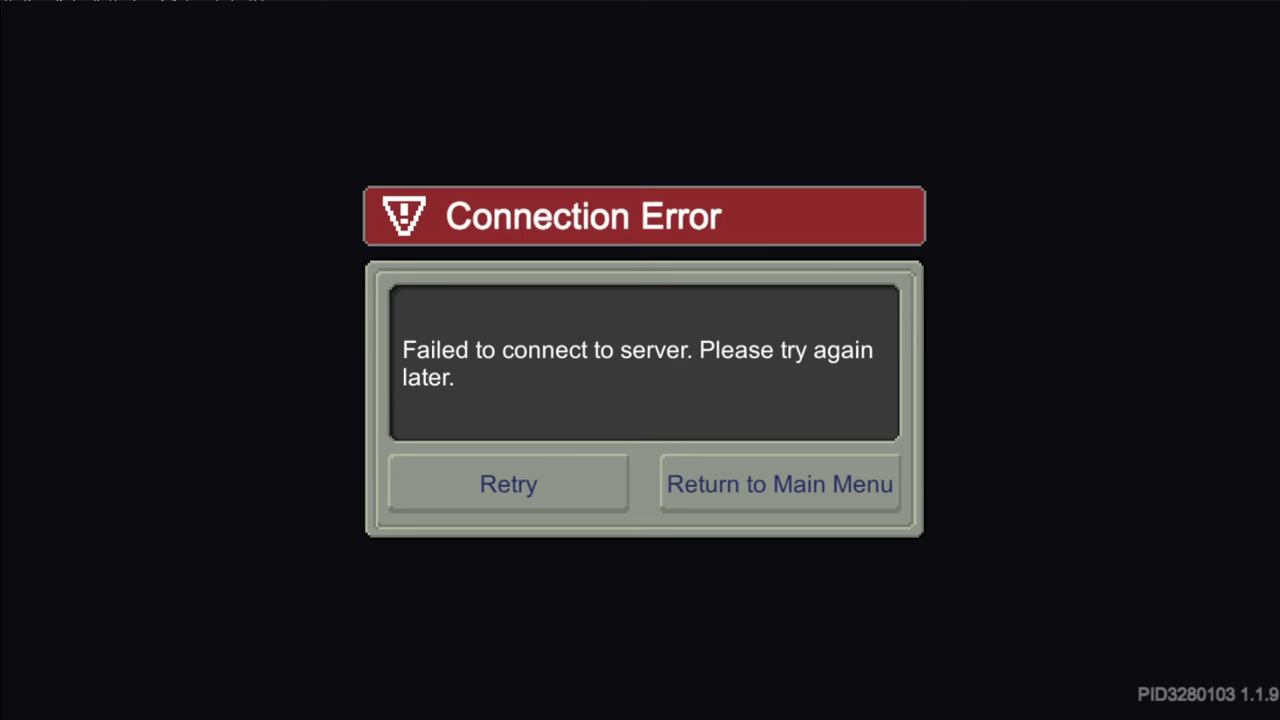 Connection Error
Failed to connect to server. Please try again
later.
Retry
Return to Main Menu
PID3280103 1.1.9